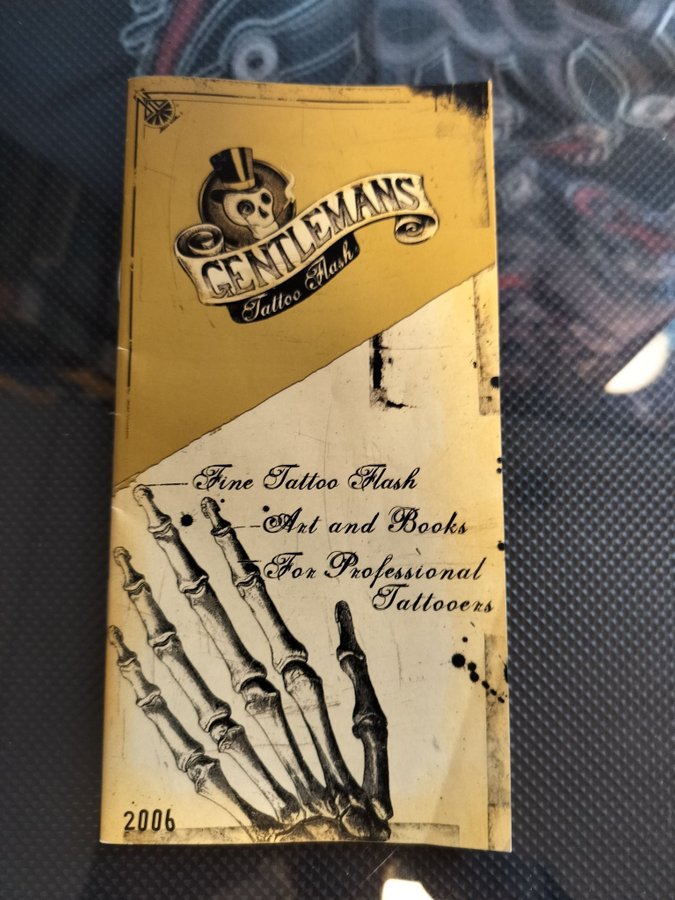 GENTLEMANS
Tattoo Flash
Fine Tattoo Flash
Art and Books
For Professional
Tattooers
2006